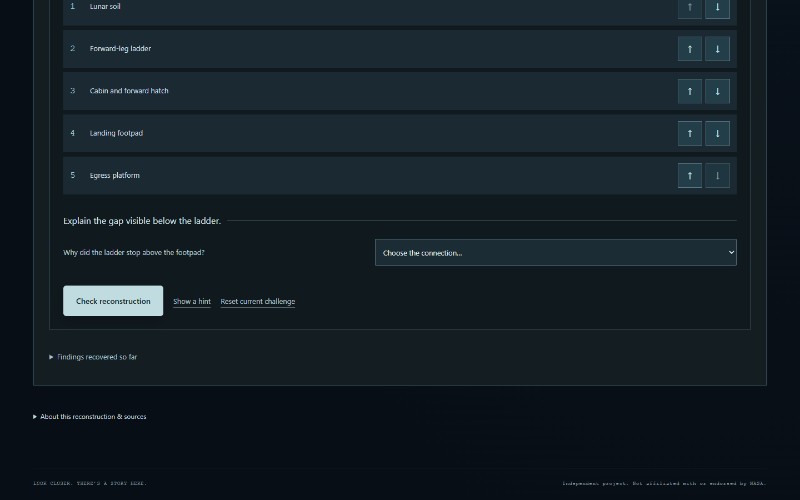 1 Lunar soil ↑ ↓
2 Forward-leg ladder ↑ ↓
3 Cabin and forward hatch ↑ ↓
4 Landing footpad ↑ ↓
5 Egress platform ↑ ↓
Explain the gap visible below the ladder.
Why did the ladder stop above the footpad? Choose the connection...
Check reconstruction Show a hint Reset current challenge
▶ Findings recovered so far
▶ About this reconstruction & sources
LOOK CLOSER. THERE'S A STORY HERE. Independent project. Not affiliated with or endorsed by NASA.